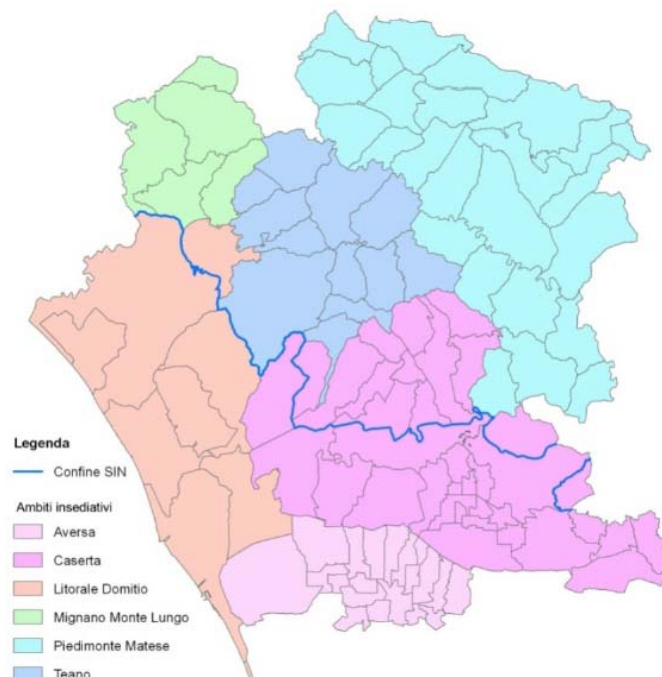 Legenda
Confine SIN
Ambiti insediativi
Aversa
Caserta
Litorale Domitio
Mignano Monte Lungo
Piedimonte Matese
Teano